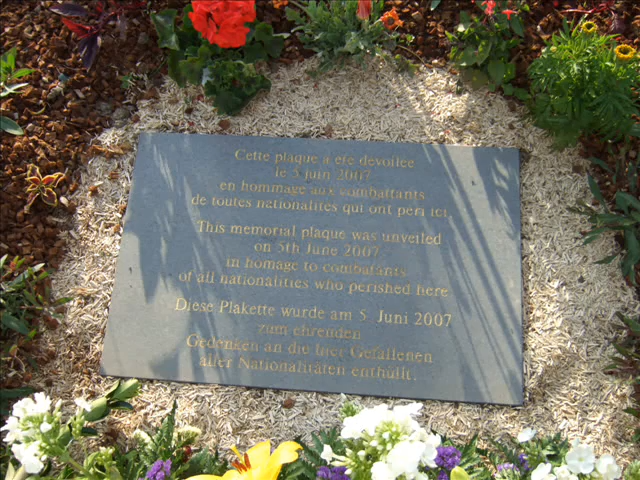 Cette plaque a été dévoilée
le 5 juin 2007
en hommage aux combattants
de toutes nationalités qui ont péri ici.
This memorial plaque was unveiled
on 5th June 2007
in homage to combatants
of all nationalities who perished here
Diese Plakette wurde am 5. Juni 2007
zum ehrenden
Gedenken an die hier Gefallenen
aller Nationalitäten enthüllt.